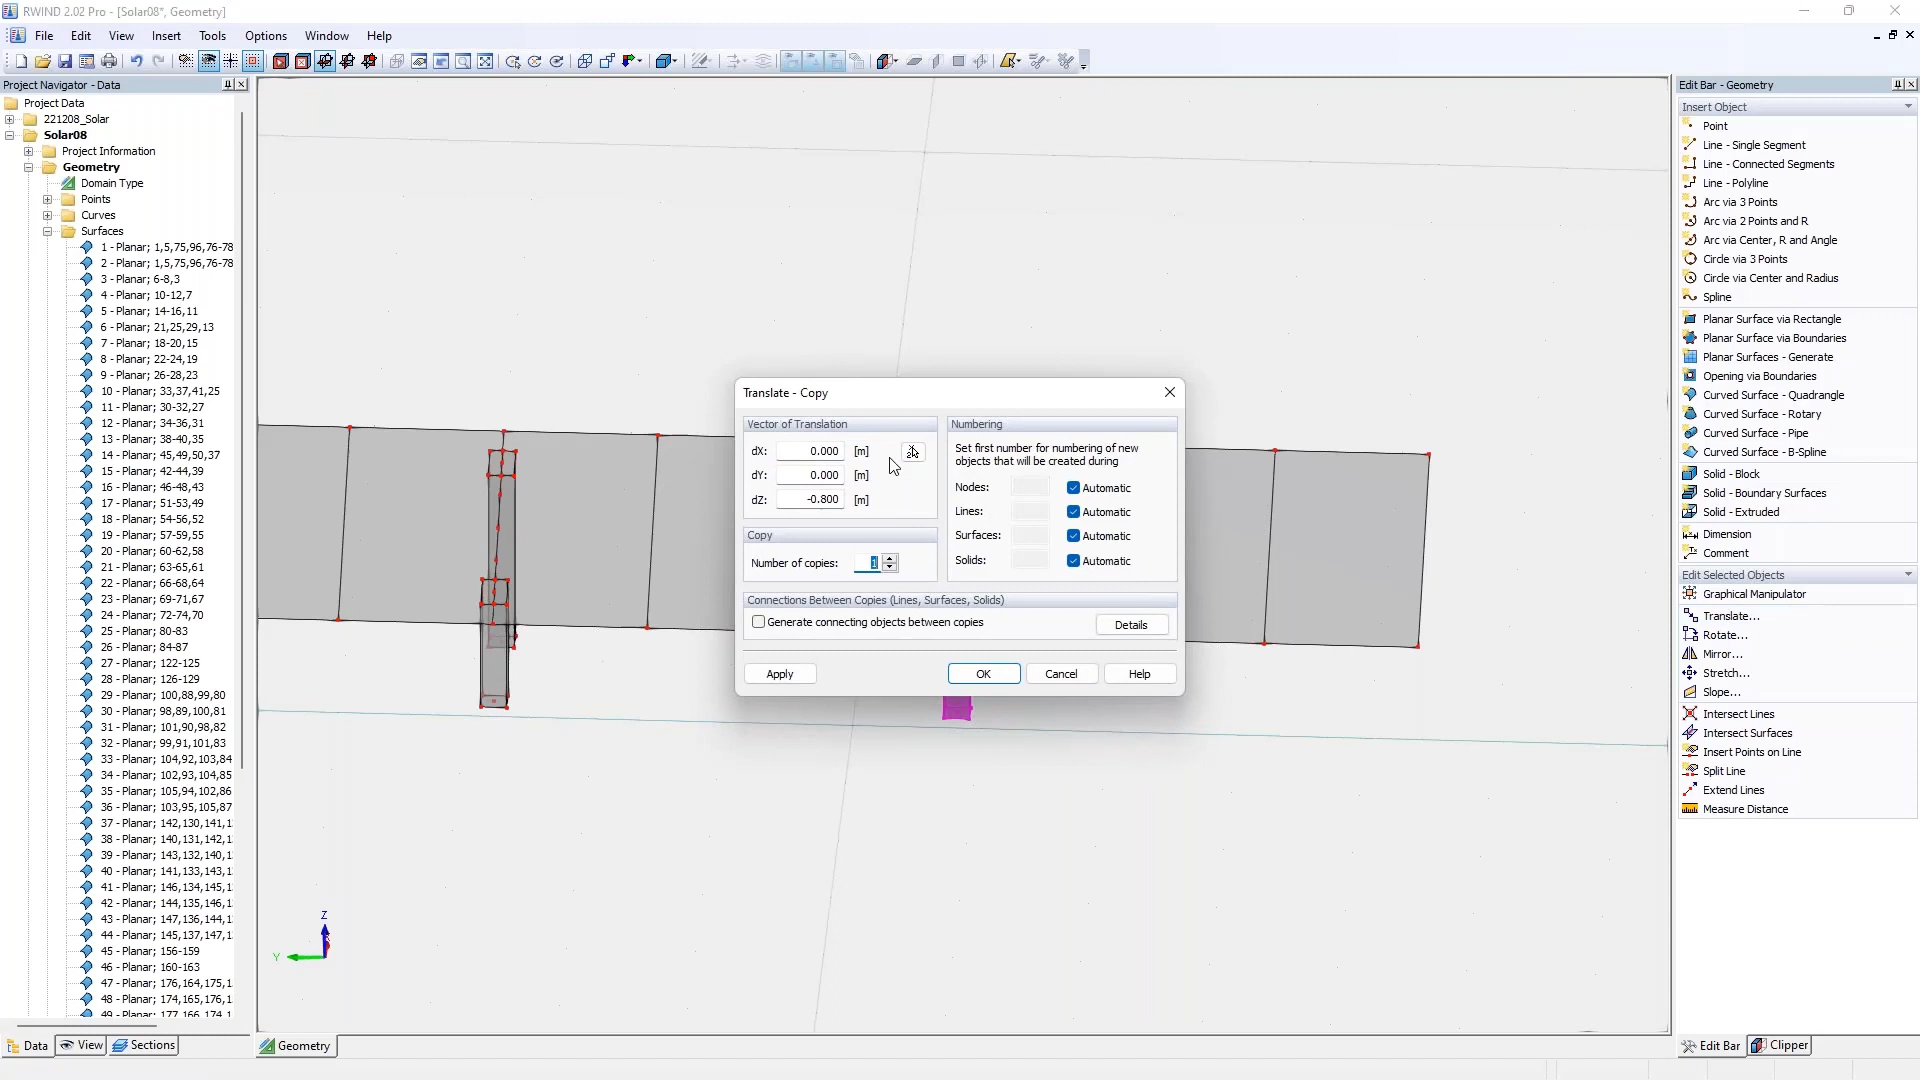 RWIND 2.02 Pro - [Solar08*, Geometry]
File Edit View Insert Tools Options Window Help
Project Navigator - Data
Project Data
221208_Solar
Solar08
Project Information
Geometry
Domain Type
Points
Curves
Surfaces
1 - Planar; 1,5,75,96,76-78
2 - Planar; 1,5,75,96,76-78
3 - Planar; 6-8,3
4 - Planar; 10-12,7
5 - Planar; 14-16,11
6 - Planar; 21,25,29,13
7 - Planar; 18-20,15
8 - Planar; 22-24,19
9 - Planar; 26-28,23
10 - Planar; 33,37,41,25
11 - Planar; 30-32,27
12 - Planar; 34-36,31
13 - Planar; 38-40,35
14 - Planar; 45,49,50,37
15 - Planar; 42-44,39
16 - Planar; 46-48,43
17 - Planar; 51-53,49
18 - Planar; 54-56,52
19 - Planar; 57-59,55
20 - Planar; 60-62,58
21 - Planar; 63-65,61
22 - Planar; 66-68,64
23 - Planar; 69-71,67
24 - Planar; 72-74,70
25 - Planar; 80-83
26 - Planar; 84-87
27 - Planar; 122-125
28 - Planar; 126-129
29 - Planar; 100,88,99,80
30 - Planar; 98,89,100,81
31 - Planar; 101,90,98,82
32 - Planar; 99,91,101,83
33 - Planar; 104,92,103,84
34 - Planar; 102,93,104,85
35 - Planar; 105,94,102,86
36 - Planar; 103,95,105,87
37 - Planar; 142,130,141,1
38 - Planar; 140,131,142,1
39 - Planar; 143,132,140,1
40 - Planar; 141,133,143,1
41 - Planar; 146,134,145,1
42 - Planar; 144,135,146,1
43 - Planar; 147,136,144,1
44 - Planar; 145,137,147,1
45 - Planar; 156-159
46 - Planar; 160-163
47 - Planar; 176,164,175,1
48 - Planar; 174,165,176,1
49 - Planar; 177,166,174,1
Data View Sections
Z
Y
Geometry
Translate - Copy
Vector of Translation
dX: 0.000 [m]
dY: 0.000 [m]
dZ: -0.800 [m]
Copy
Number of copies: 1
Numbering
Set first number for numbering of new
objects that will be created during
Nodes: Automatic
Lines: Automatic
Surfaces: Automatic
Solids: Automatic
Connections Between Copies (Lines, Surfaces, Solids)
Generate connecting objects between copies
Details
Apply OK Cancel Help
Edit Bar - Geometry
Insert Object
Point
Line - Single Segment
Line - Connected Segments
Line - Polyline
Arc via 3 Points
Arc via 2 Points and R
Arc via Center, R and Angle
Circle via 3 Points
Circle via Center and Radius
Spline
Planar Surface via Rectangle
Planar Surface via Boundaries
Planar Surfaces - Generate
Opening via Boundaries
Curved Surface - Quadrangle
Curved Surface - Rotary
Curved Surface - Pipe
Curved Surface - B-Spline
Solid - Block
Solid - Boundary Surfaces
Solid - Extruded
Dimension
Comment
Edit Selected Objects
Graphical Manipulator
Translate...
Rotate...
Mirror...
Stretch...
Slope...
Intersect Lines
Intersect Surfaces
Insert Points on Line
Split Line
Extend Lines
Measure Distance
Edit Bar Clipper